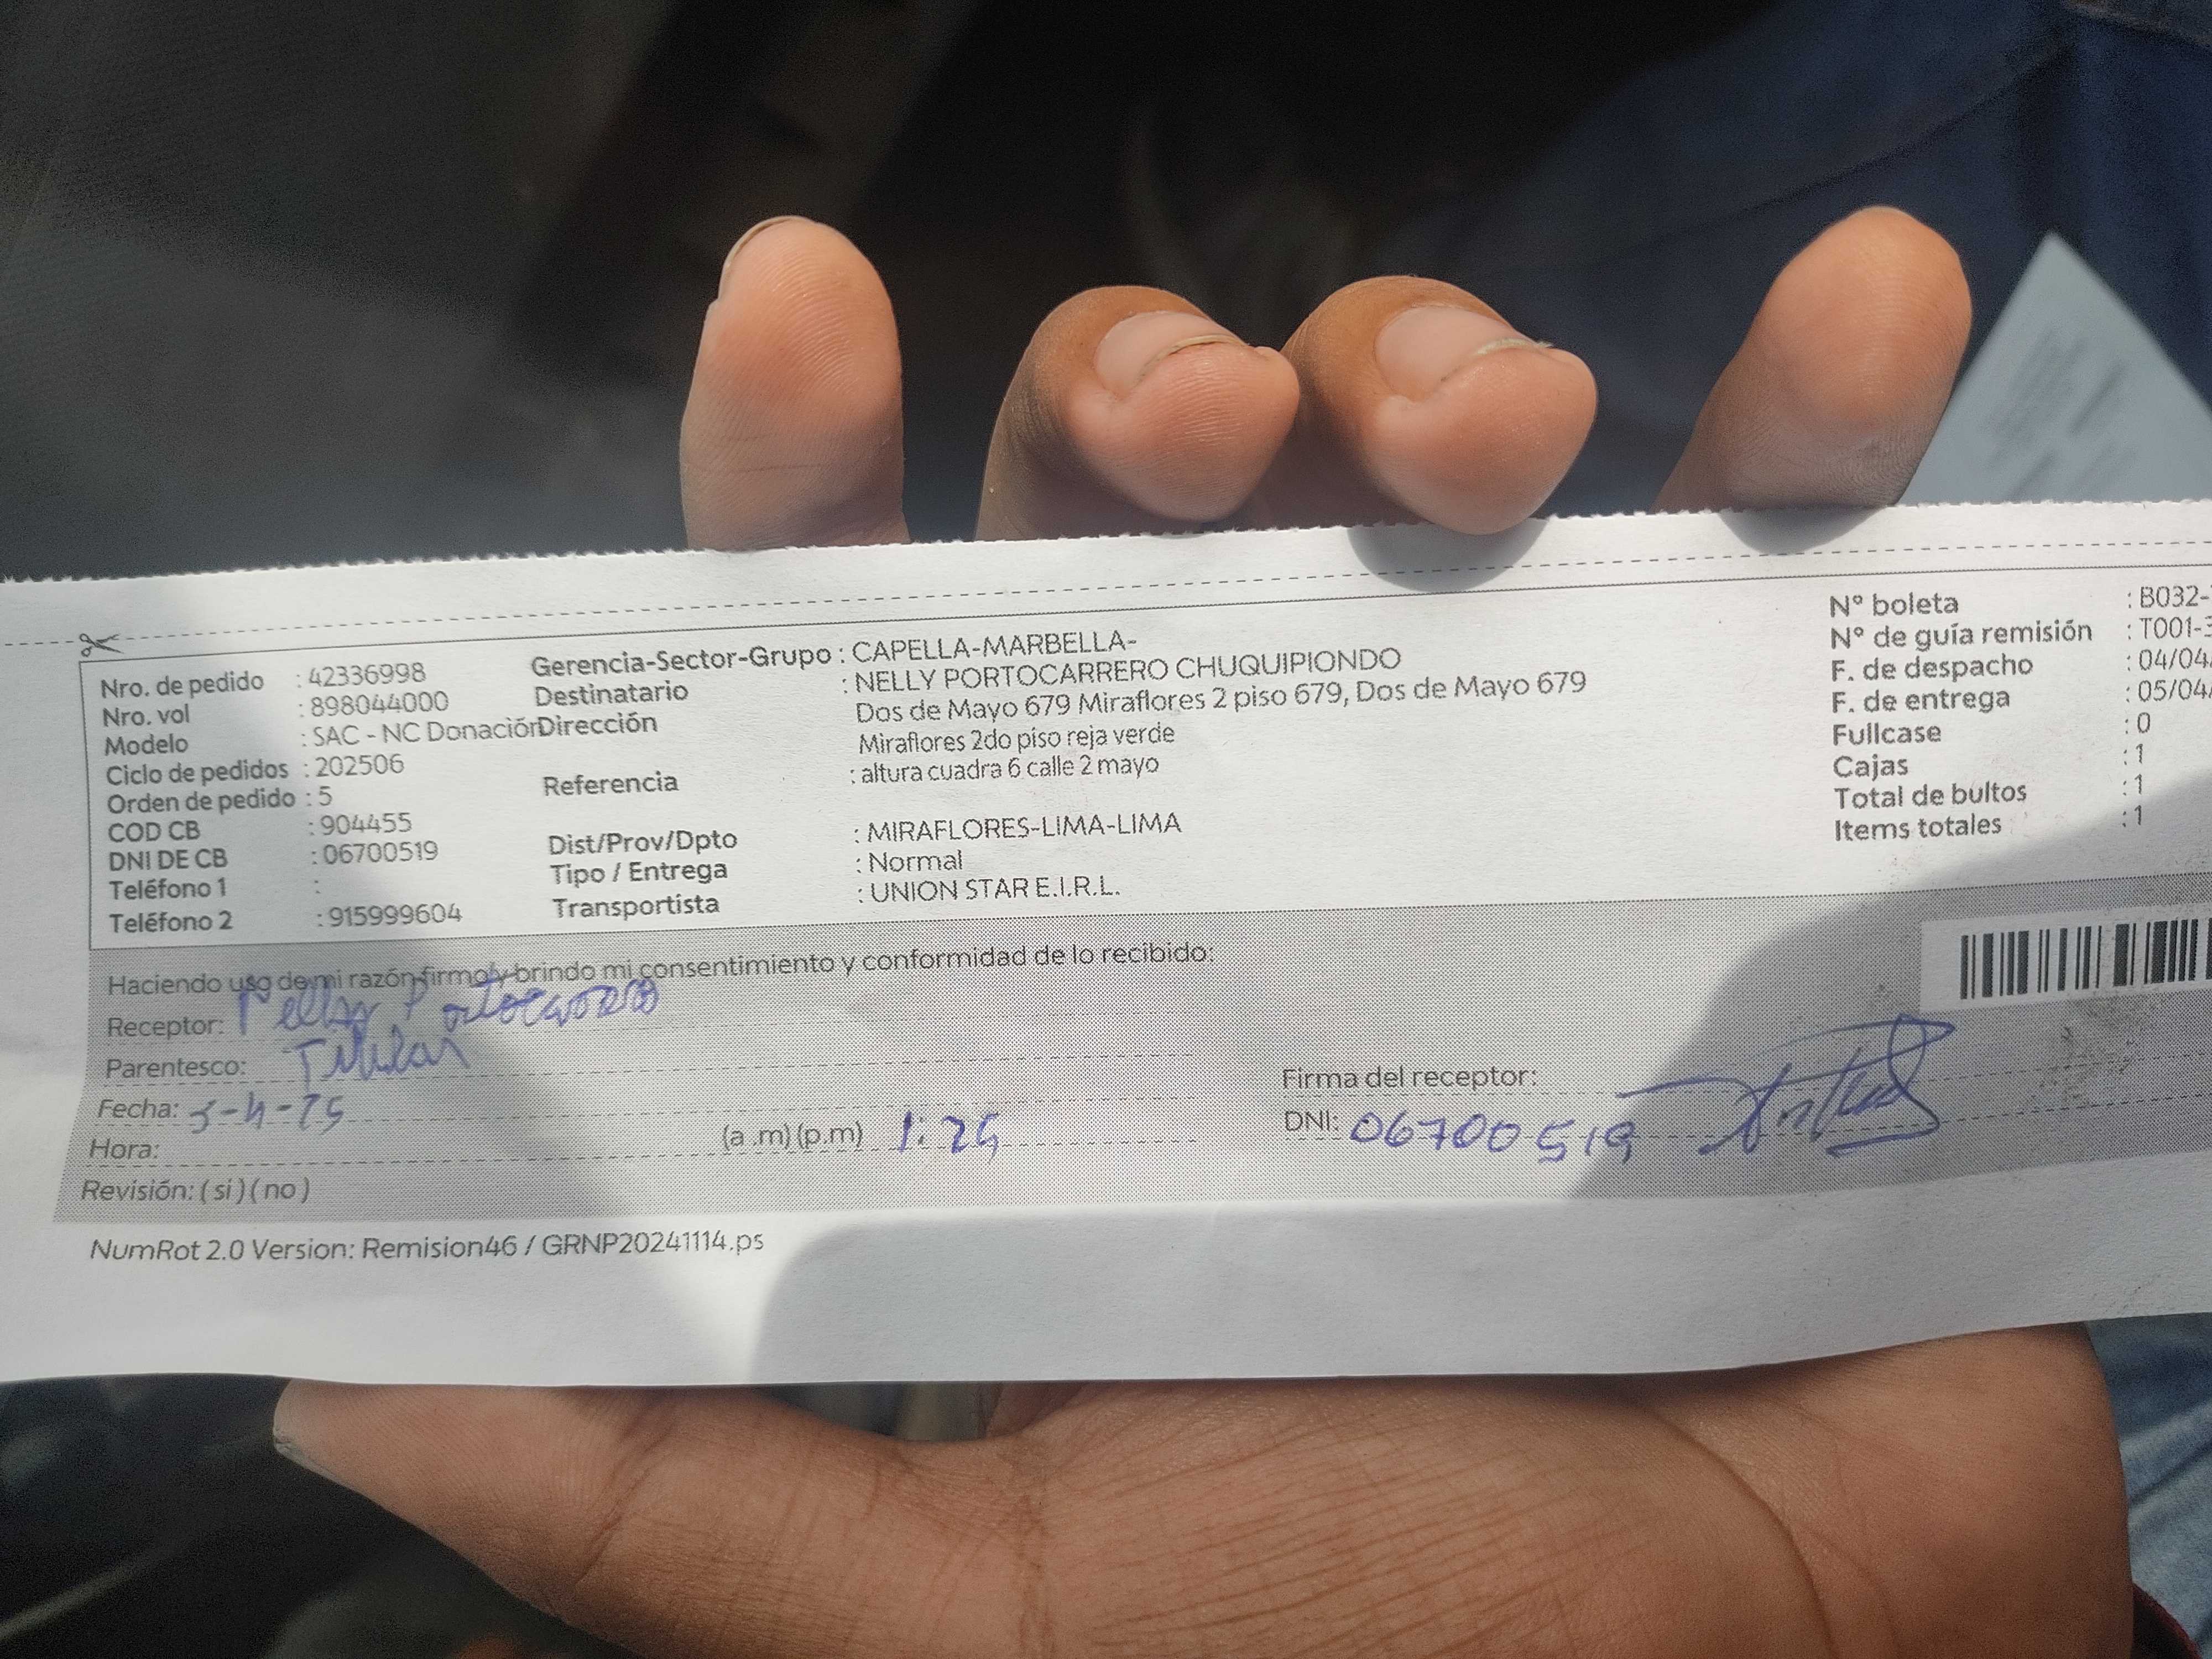 Nro. de pedido : 42336998
Nro. vol : 898044000
Modelo : SAC - NC Donación
Ciclo de pedidos : 202506
Orden de pedido : 5
COD CB : 904455
DNI DE CB : 06700519
Teléfono 1 :
Teléfono 2 : 915999604
Gerencia-Sector-Grupo : CAPELLA-MARBELLA-
Destinatario : NELLY PORTOCARRERO CHUQUIPIONDO
Dirección Dos de Mayo 679 Miraflores 2 piso 679, Dos de Mayo 679
Miraflores 2do piso reja verde
Referencia : altura cuadra 6 calle 2 mayo
Dist/Prov/Dpto : MIRAFLORES-LIMA-LIMA
Tipo / Entrega : Normal
Transportista : UNION STAR E.I.R.L.
N° boleta : B032-
N° de guía remisión : T001-3
F. de despacho : 04/04/
F. de entrega : 05/04/
Fullcase : 0
Cajas : 1
Total de bultos : 1
Items totales : 1
Haciendo uso de mi razón firmo y brindo mi consentimiento y conformidad de lo recibido:
Receptor: Nelly Portocarrero
Parentesco: Titular
Fecha: 5-4-25
Hora: (a .m) (p.m) 1:25
Revisión: ( si ) ( no )
Firma del receptor:
DNI: 06700519
NumRot 2.0 Version: Remision46 / GRNP20241114.ps